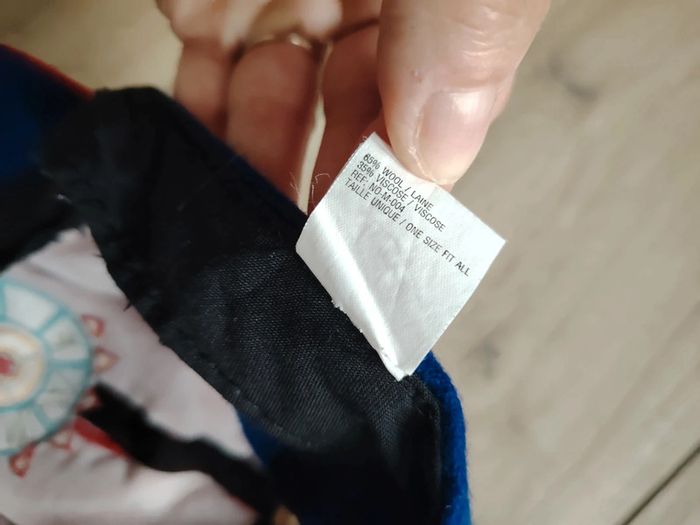 65% WOOL / LAINE
35% VISCOSE / VISCOSE
REF: NO-M-004
TAILLE UNIQUE / ONE SIZE FIT ALL